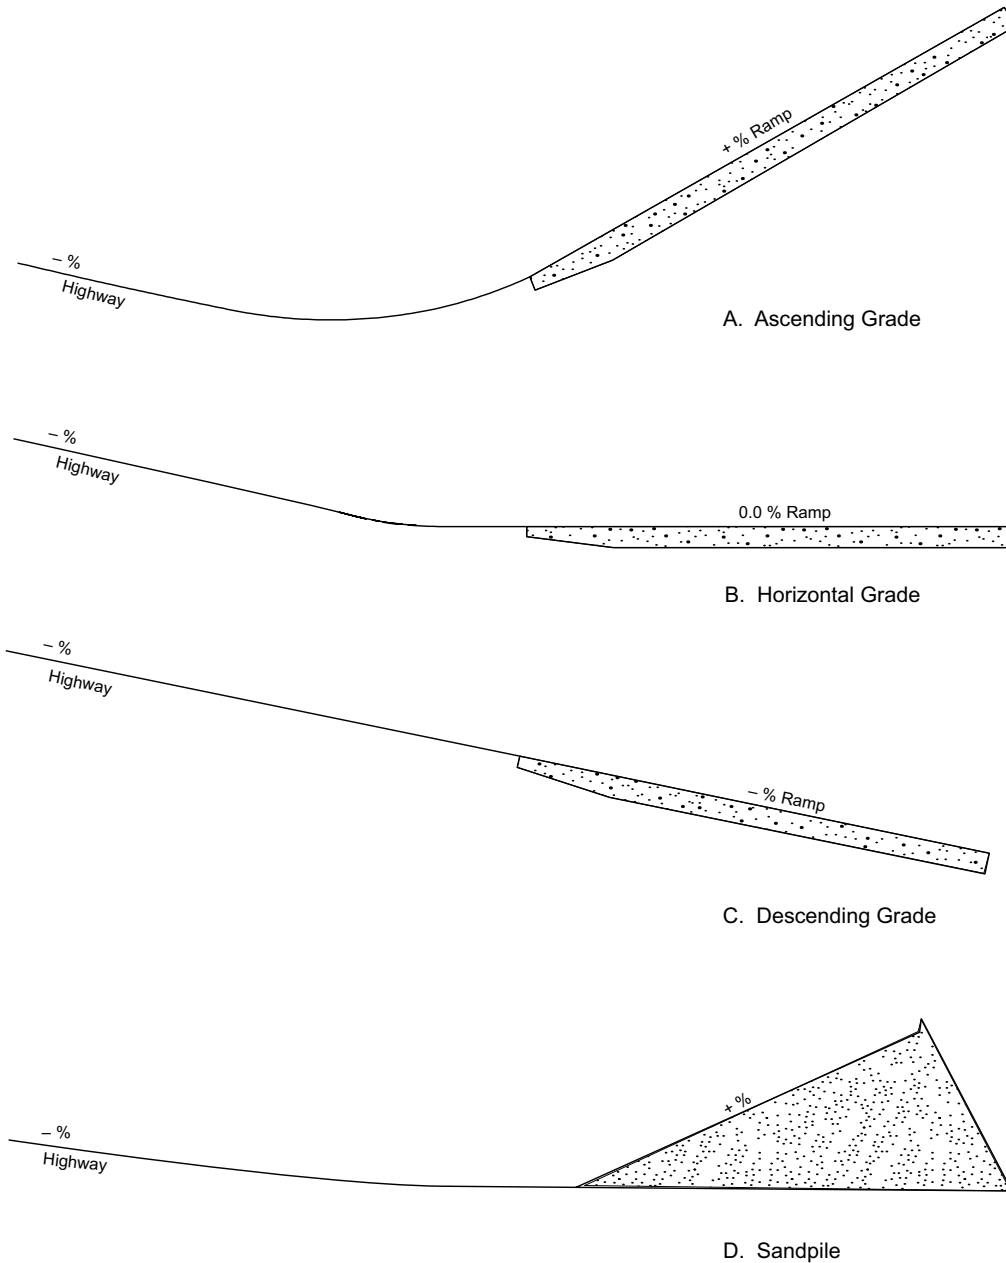 + % Ramp
– %
Highway
A. Ascending Grade
– %
Highway
0.0 % Ramp
B. Horizontal Grade
– %
Highway
– % Ramp
C. Descending Grade
+ %
– %
Highway
D. Sandpile